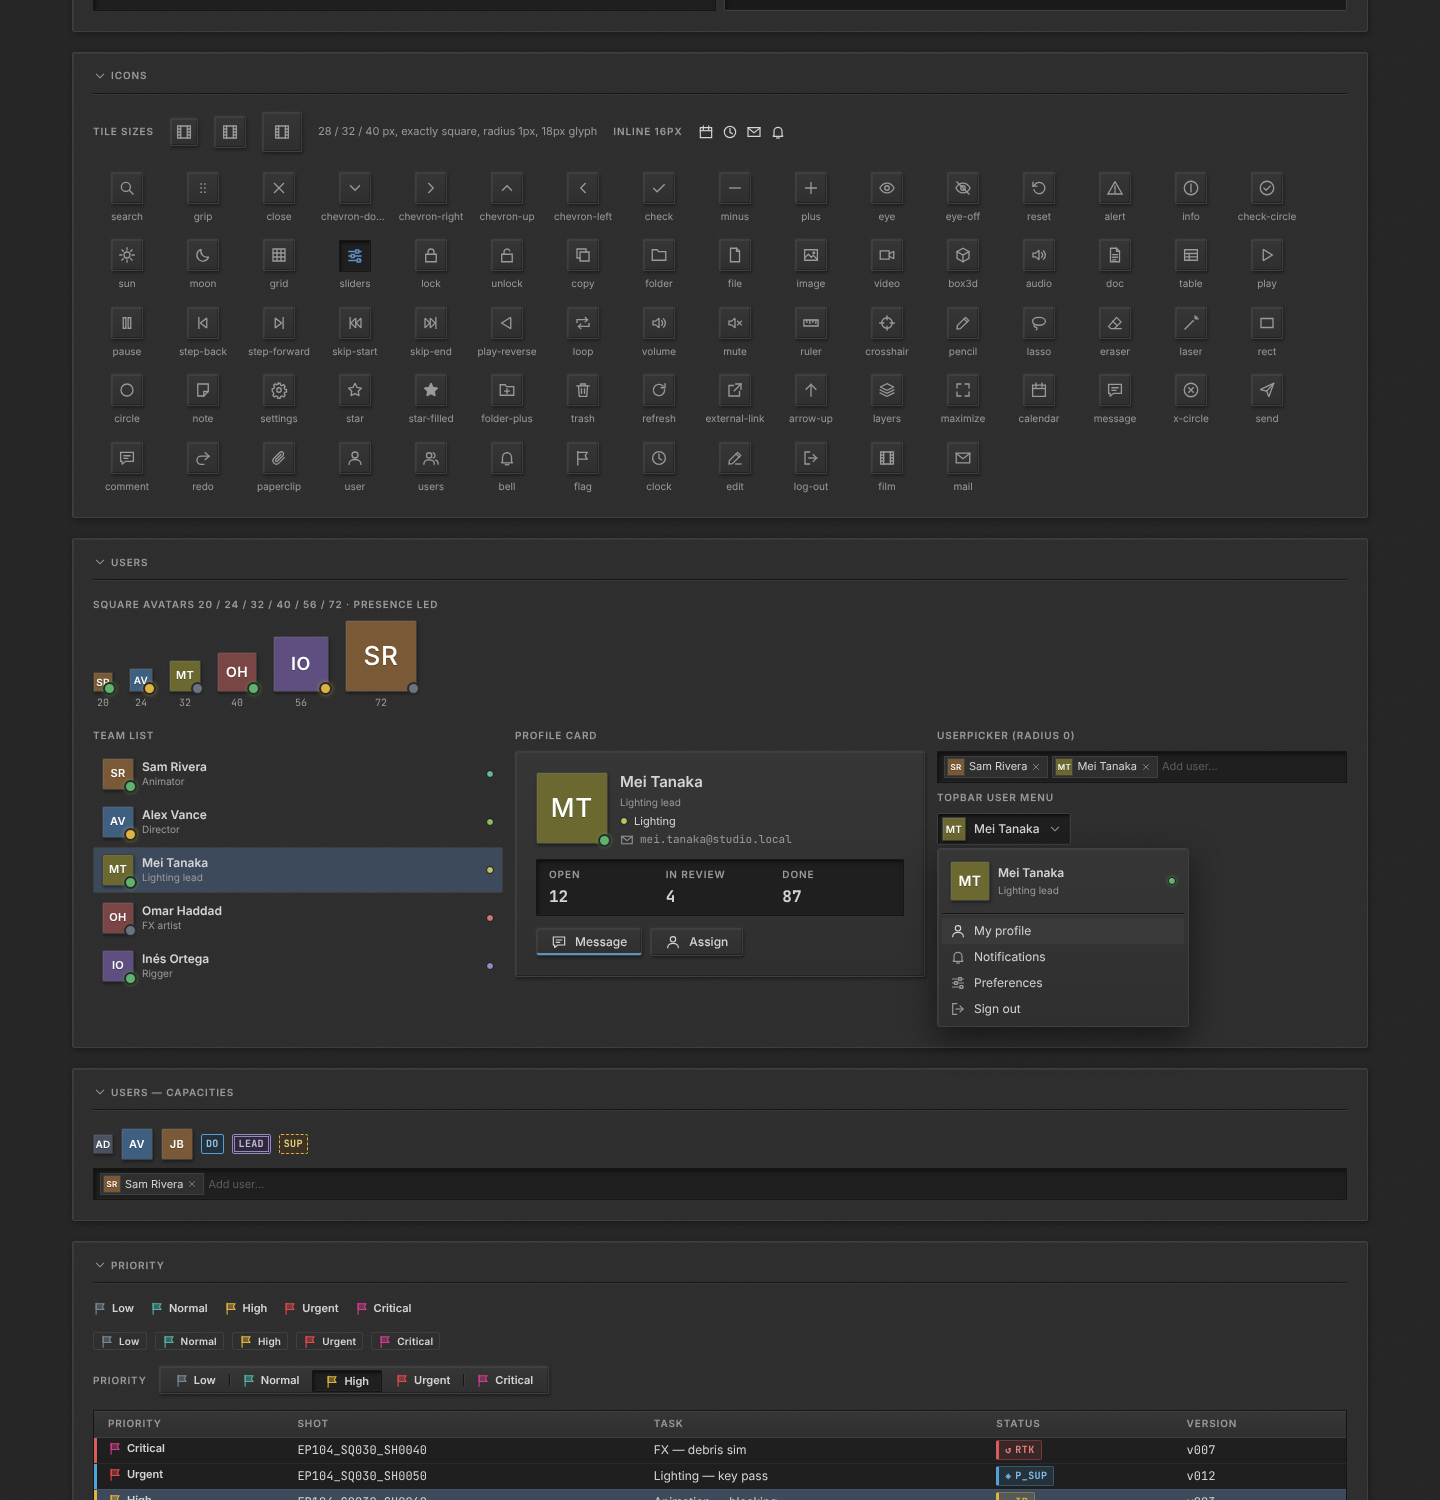 ICONS
TILE SIZES 28 / 32 / 40 px, exactly square, radius 1px, 18px glyph INLINE 16PX
search grip close chevron-do... chevron-right chevron-up chevron-left check minus plus eye eye-off reset alert info check-circle
sun moon grid sliders lock unlock copy folder file image video box3d audio doc table play
pause step-back step-forward skip-start skip-end play-reverse loop volume mute ruler crosshair pencil lasso eraser laser rect
circle note settings star star-filled folder-plus trash refresh external-link arrow-up layers maximize calendar message x-circle send
comment redo paperclip user users bell flag clock edit log-out film mail
USERS
SQUARE AVATARS 20 / 24 / 32 / 40 / 56 / 72 · PRESENCE LED
SR AV MT OH IO SR
20 24 32 40 56 72
TEAM LIST
SR Sam Rivera
Animator
AV Alex Vance
Director
MT Mei Tanaka
Lighting lead
OH Omar Haddad
FX artist
IO Inés Ortega
Rigger
PROFILE CARD
MT
Mei Tanaka
Lighting lead
Lighting
mei.tanaka@studio.local
OPEN IN REVIEW DONE
12 4 87
Message Assign
USERPICKER (RADIUS 0)
SR Sam Rivera × MT Mei Tanaka × Add user...
TOPBAR USER MENU
MT Mei Tanaka
MT Mei Tanaka
Lighting lead
My profile
Notifications
Preferences
Sign out
USERS — CAPACITIES
AD AV JB DO LEAD SUP
SR Sam Rivera × Add user...
PRIORITY
Low Normal High Urgent Critical
Low Normal High Urgent Critical
PRIORITY Low Normal High Urgent Critical
PRIORITY SHOT TASK STATUS VERSION
Critical EP104_SQ030_SH0040 FX — debris sim RTK v007
Urgent EP104_SQ030_SH0050 Lighting — key pass P_SUP v012
High